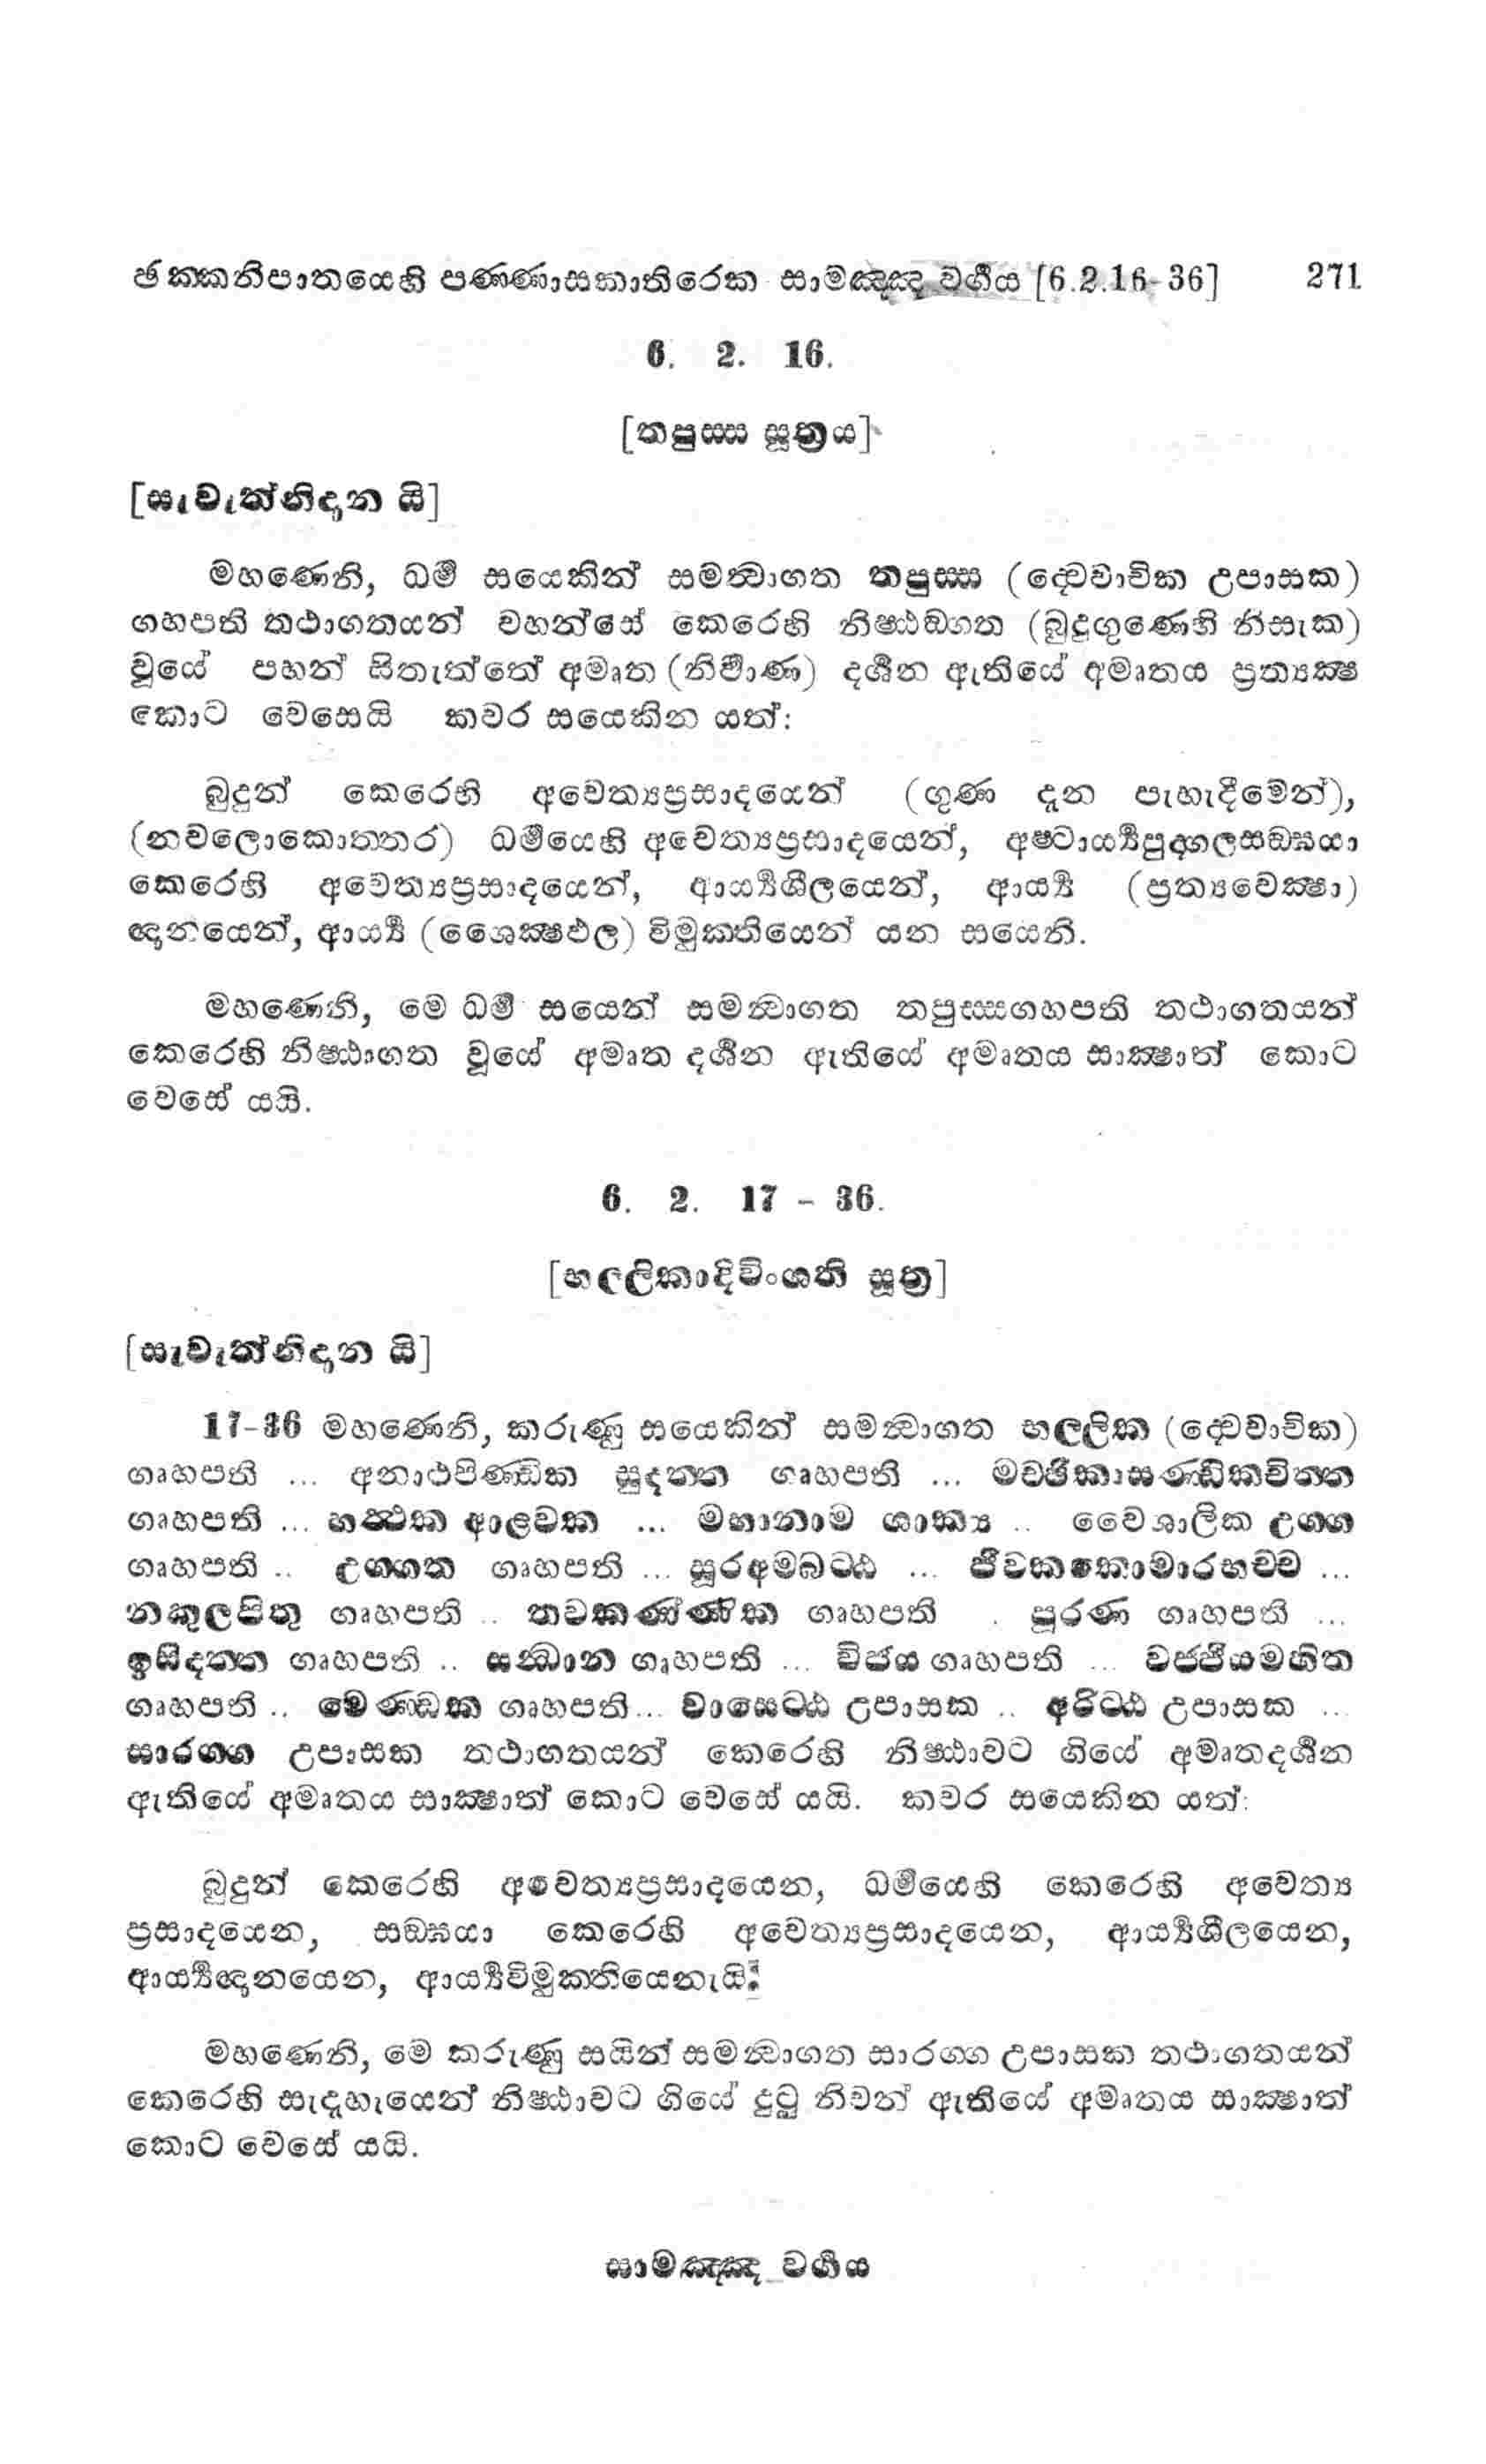 ඡක්කනිපාතයෙහි පණ්ණාසකාතිරෙක සාමඤ්ඤ වර්‍ගය [6.2.16-36] 271
6. 2. 16.
[තපුස්ස සූත්‍රය]
[සැවැත්නිදාන යි]
මහණෙනි, ධර්‍ම සයෙකින් සමන්‍වාගත තපුස්ස (ද්වෙවාචික උපාසක)
ගහපති තථාගතයන් වහන්සේ කෙරෙහි නිෂ්ඨඞ්ගත (බුදුගුණෙහි නිසැක)
වූයේ පහන් සිතැත්තේ අමෘත (නිර්‍වාණ) දර්‍ශන ඇතියේ අමෘතය ප්‍රත්‍යක්‍ෂ
කොට වෙසෙයි කවර සයෙකින යත්:
බුදුන් කෙරෙහි අවෙත්‍යප්‍රසාදයෙන් (ගුණ දැන පැහැදීමෙන්),
(නවලොකොත්තර) ධර්‍මයෙහි අවෙත්‍යප්‍රසාදයෙන්, අෂ්ටාර්‍ය්‍යපුද්ගලසඞ්ඝයා
කෙරෙහි අවෙත්‍යප්‍රසාදයෙන්, ආර්‍ය්‍යශීලයෙන්, ආර්‍ය්‍ය (ප්‍රත්‍යවෙක්‍ෂා)
ඥානයෙන්, ආර්‍ය්‍ය (ශෛක්‍ෂඵල) විමුක්තියෙන් යන සයෙනි.
මහණෙනි, මෙ ධර්‍ම සයෙන් සමන්‍වාගත තපුස්සගහපති තථාගතයන්
කෙරෙහි නිෂ්ඨාගත වූයේ අමෘත දර්‍ශන ඇතියේ අමෘතය සාක්‍ෂාත් කොට
වෙසේ යයි.
6. 2. 17 - 36.
[භල්ලිකාදිවිංශති සූත්‍ර]
[සැවැත්නිදාන යි]
17-36 මහණෙනි, කරුණු සයෙකින් සමන්‍වාගත භල්ලික (ද්වෙවාචික)
ගෘහපති ... අනාථපිණ්ඩික සුදත්ත ගෘහපති ... මච්ඡිකාසණ්ඩිකචිත්ත
ගෘහපති ... හත්ථක ආළවක ... මහානාම ශාක්‍ය .. වෛශාලික උග්ග
ගෘහපති .. උග්ගත ගෘහපති ... සූරඅම්බට්ඨ ... ජීවකකොමාරභච්ච ...
නකුලපිතු ගෘහපති .. තවකණ්ණික ගෘහපති . පූරණ ගෘහපති ...
ඉසිදත්ත ගෘහපති .. සන්ධාන ගෘහපති ... විජය ගෘහපති ... වජ්ජියමහිත
ගෘහපති .. මෙණ්ඩක ගෘහපති... වාසෙට්ඨ උපාසක .. අරිට්ඨ උපාසක ...
සාරග්ග උපාසක තථාගතයන් කෙරෙහි නිෂ්ඨාවට ගියේ අමෘතදර්‍ශන
ඇතියේ අමෘතය සාක්‍ෂාත් කොට වෙසේ යයි. කවර සයෙකින යත්:
බුදුන් කෙරෙහි අවෙත්‍යප්‍රසාදයෙන, ධර්‍මයෙහි කෙරෙහි අවෙත්‍ය
ප්‍රසාදයෙන, සඞ්ඝයා කෙරෙහි අවෙත්‍යප්‍රසාදයෙන, ආර්‍ය්‍යශීලයෙන,
ආර්‍ය්‍යඥානයෙන, ආර්‍ය්‍යවිමුක්තියෙනැයි:
මහණෙනි, මෙ කරුණු සයින් සමන්‍වාගත සාරග්ග උපාසක තථාගතයන්
කෙරෙහි සැදැහැයෙන් නිෂ්ඨාවට ගියේ දුටු නිවන් ඇතියේ අමෘතය සාක්‍ෂාත්
කොට වෙසේ යයි.
සාමඤ්ඤ වර්‍ගය